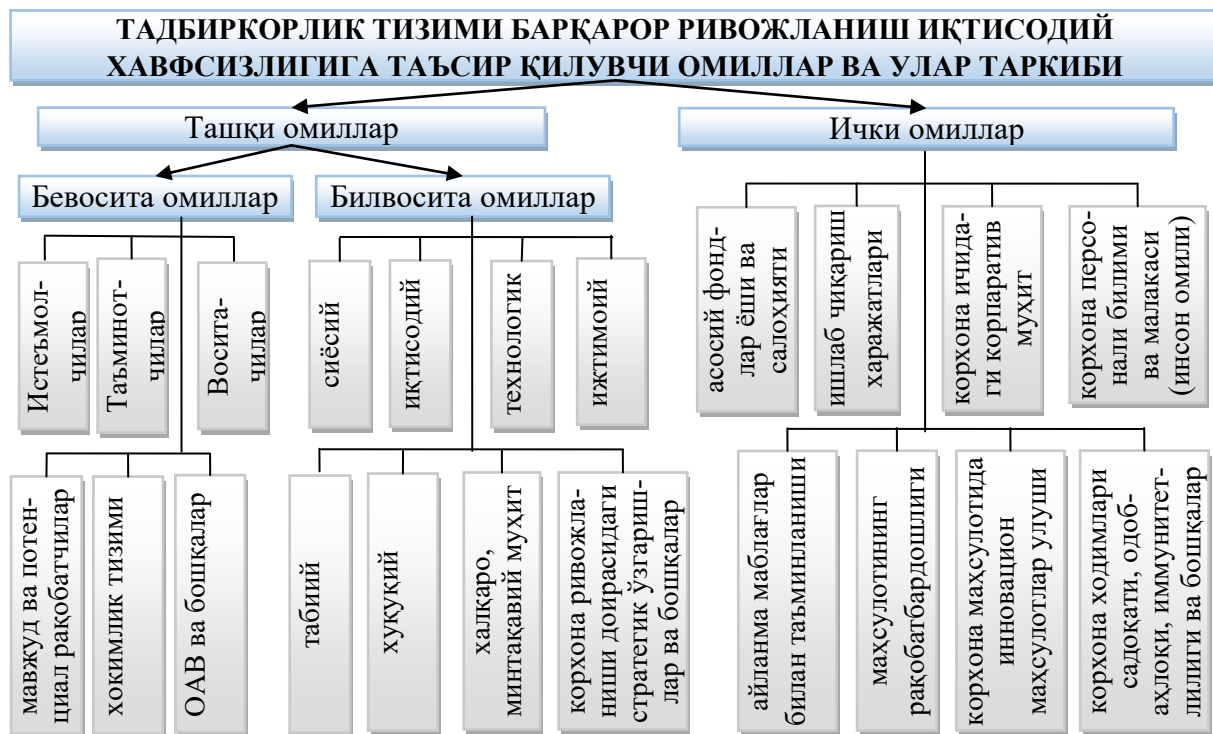 ТАДБИРКОРЛИК ТИЗИМИ БАРҚАРОР РИВОЖЛАНИШ ИҚТИСОДИЙ
ХАВФСИЗЛИГИГА ТАЪСИР ҚИЛУВЧИ ОМИЛЛАР ВА УЛАР ТАРКИБИ
Ташқи омиллар
Ички омиллар
Бевосита омиллар
Билвосита омиллар
Истеъмол-
чилар
Таъминот-
чилар
Восита-
чилар
сиёсий
иқтисодий
технологик
ижтимоий
асосий фонд-
лар ёши ва
салоҳияти
ишлаб чиқариш
харажатлари
корхона ичида-
ги корпаратив
муҳит
корхона персо-
нали билими
ва малакаси
(инсон омили)
мавжуд ва потен-
циал рақобатчилар
хокимлик тизими
ОАВ ва бошқалар
табиий
ҳуқуқий
халқаро,
минтақавий муҳит
корхона ривожла-
ниши доирасидаги
стратегик ўзгариш-
лар ва бошқалар
айланма маблағлар
билан таъминланиши
маҳсулотининг
рақобатбардошлиги
корхона маҳсулотида
инновацион
маҳсулотлар улуши
корхона ходимлари
садоқати, одоб-
аҳлоқи, иммунитет-
лилиги ва бошқалар